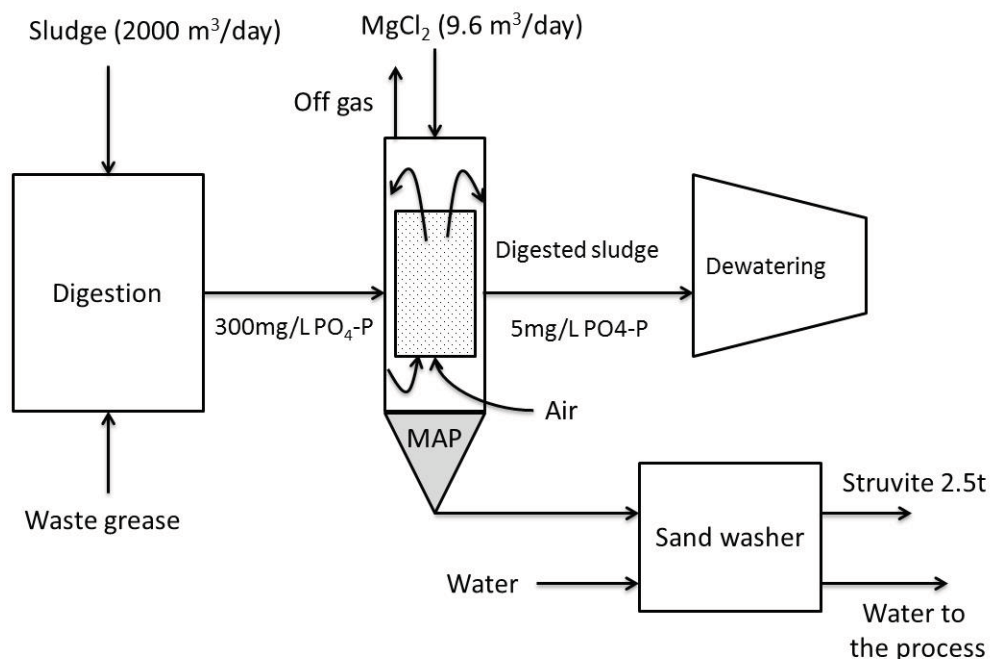 Sludge (2000 m³/day)
MgCl₂ (9.6 m³/day)
Off gas
Digestion
300mg/L PO₄-P
Digested sludge
5mg/L PO4-P
Dewatering
Air
MAP
Waste grease
Struvite 2.5t
Sand washer
Water
Water to
the process